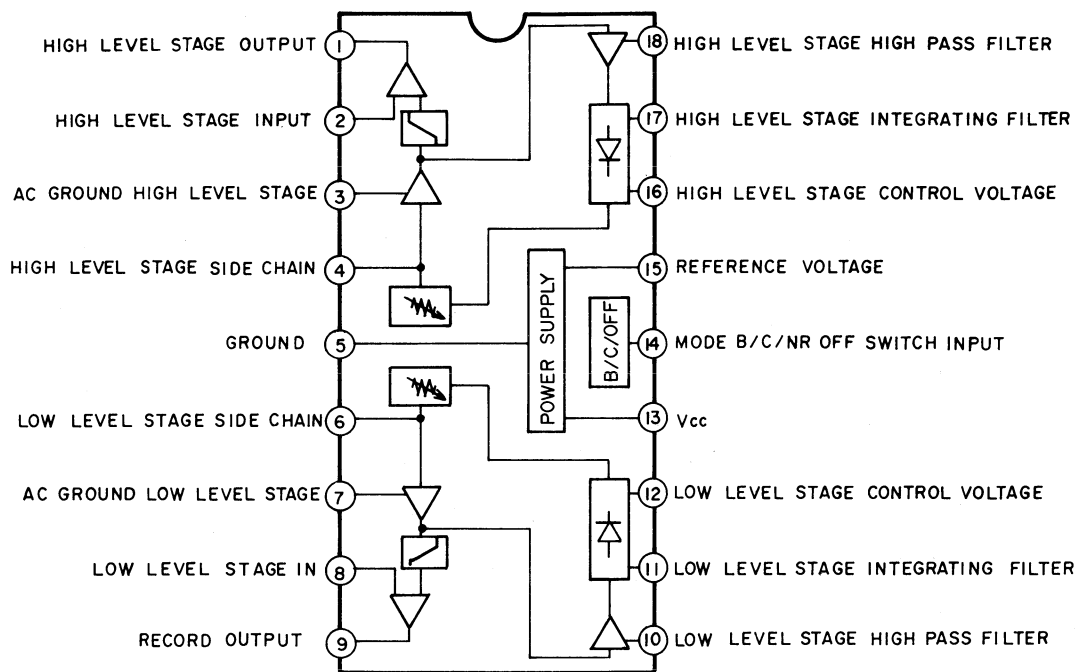 HIGH LEVEL STAGE OUTPUT 1
HIGH LEVEL STAGE INPUT 2
AC GROUND HIGH LEVEL STAGE 3
HIGH LEVEL STAGE SIDE CHAIN 4
GROUND 5
LOW LEVEL STAGE SIDE CHAIN 6
AC GROUND LOW LEVEL STAGE 7
LOW LEVEL STAGE IN 8
RECORD OUTPUT 9
POWER SUPPLY
B/C/OFF
18 HIGH LEVEL STAGE HIGH PASS FILTER
17 HIGH LEVEL STAGE INTEGRATING FILTER
16 HIGH LEVEL STAGE CONTROL VOLTAGE
15 REFERENCE VOLTAGE
14 MODE B/C/NR OFF SWITCH INPUT
13 Vcc
12 LOW LEVEL STAGE CONTROL VOLTAGE
11 LOW LEVEL STAGE INTEGRATING FILTER
10 LOW LEVEL STAGE HIGH PASS FILTER